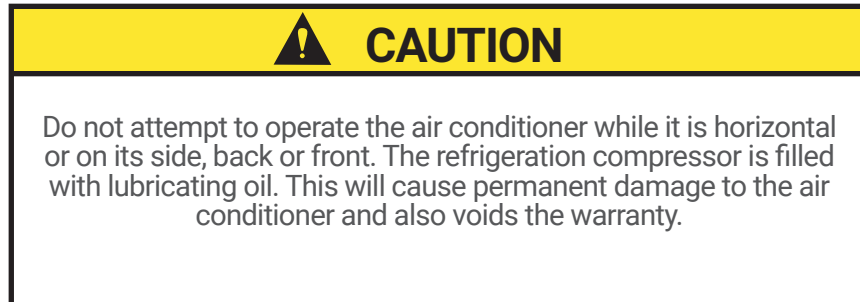 CAUTION
Do not attempt to operate the air conditioner while it is horizontal
or on its side, back or front. The refrigeration compressor is filled
with lubricating oil. This will cause permanent damage to the air
conditioner and also voids the warranty.